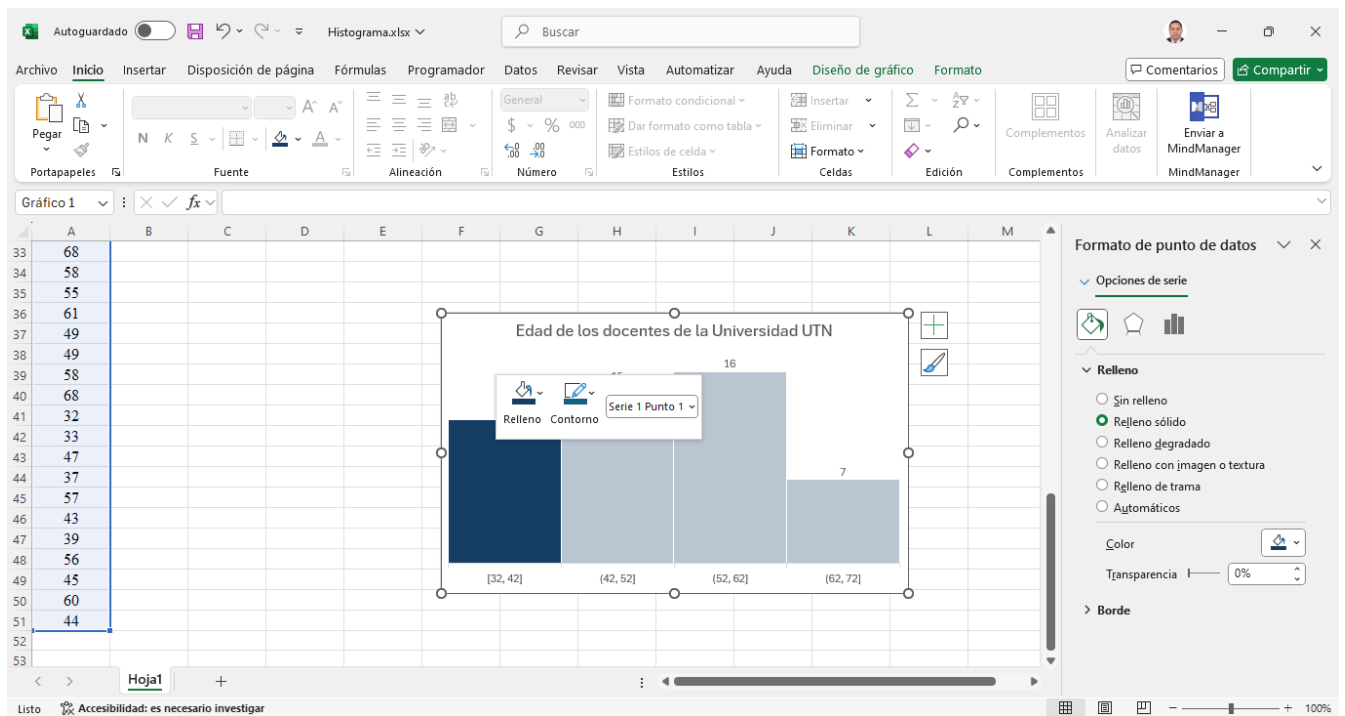 Autoguardado
Histograma.xlsx
Buscar
Archivo Inicio Insertar Disposición de página Fórmulas Programador Datos Revisar Vista Automatizar Ayuda Diseño de gráfico Formato
Comentarios Compartir
General
Formato condicional
Insertar
Pegar
N K S
$ % 000
Dar formato como tabla
Eliminar
Complementos
Analizar datos
Enviar a MindManager
Estilos de celda
Formato
Portapapeles Fuente Alineación Número Estilos Celdas Edición Complementos MindManager
Gráfico 1
fx
A B C D E F G H I J K L M
33 68
34 58
35 55
36 61
37 49
38 49
39 58
40 68
41 32
42 33
43 47
44 37
45 57
46 43
47 39
48 56
49 45
50 60
51 44
52
53
Edad de los docentes de la Universidad UTN
16
7
Relleno Contorno
Serie 1 Punto 1
[32, 42] (42, 52] (52, 62] (62, 72]
Formato de punto de datos
Opciones de serie
Relleno
Sin relleno
Relleno sólido
Relleno degradado
Relleno con imagen o textura
Relleno de trama
Automáticos
Color
Transparencia 0%
Borde
Hoja1
Listo
Accesibilidad: es necesario investigar
100%